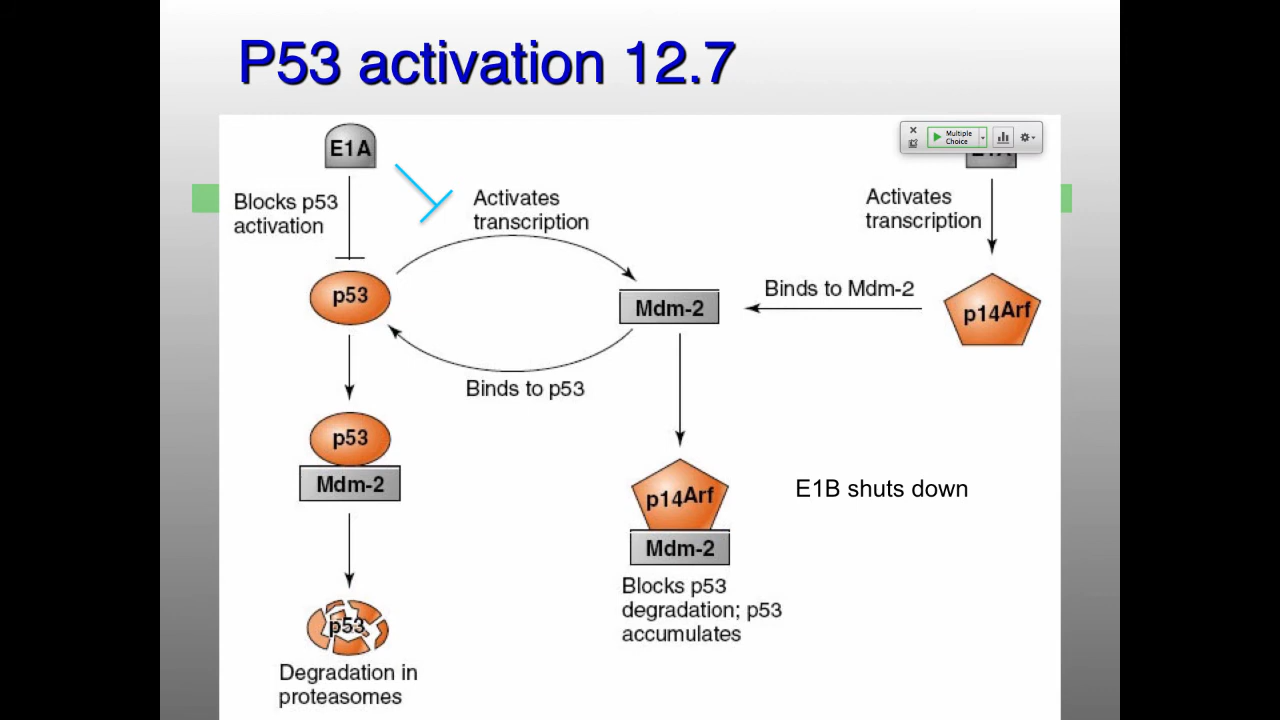 P53 activation 12.7
Multiple
Choice
E1A
E1A
Blocks p53
activation
Activates
transcription
Activates
transcription
p53
Mdm-2
Binds to Mdm-2
p14Arf
Binds to p53
p53
Mdm-2
p14Arf
Mdm-2
E1B shuts down
Blocks p53
degradation; p53
accumulates
p53
Degradation in
proteasomes